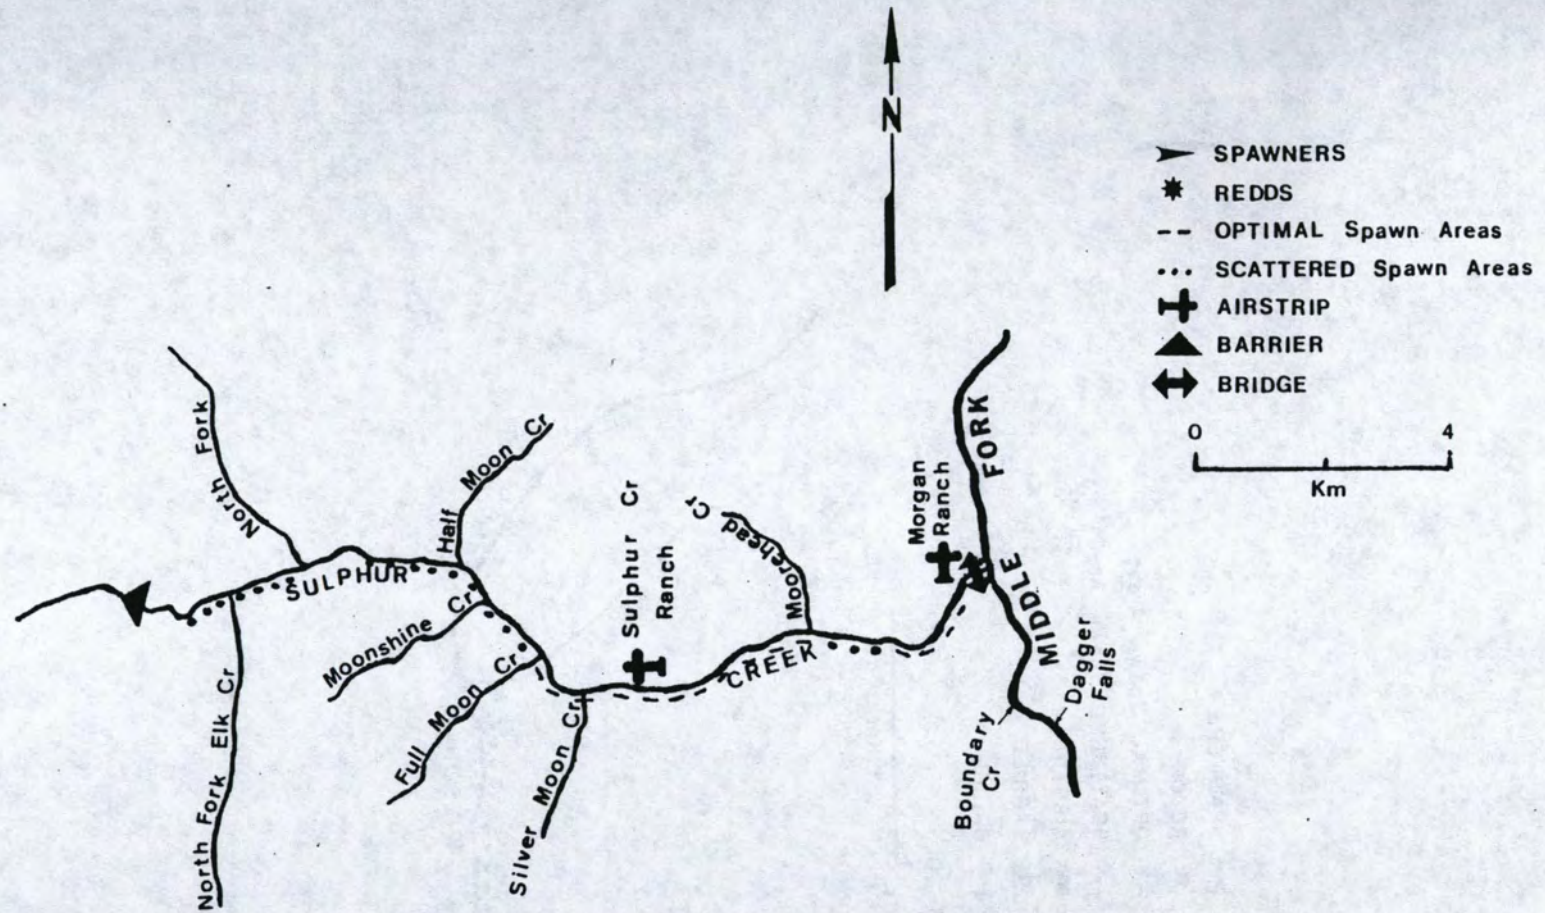 N
SPAWNERS
REDDS
OPTIMAL Spawn Areas
SCATTERED Spawn Areas
AIRSTRIP
BARRIER
BRIDGE
0 4
Km
North Fork
Half Moon Cr
SULPHUR CREEK
Moonshine Cr
Full Moon Cr
Silver Moon Cr
North Fork Elk Cr
Sulphur Cr
Ranch
Moorehead Cr
Morgan
Ranch
MIDDLE FORK
Dagger
Falls
Boundary
Cr